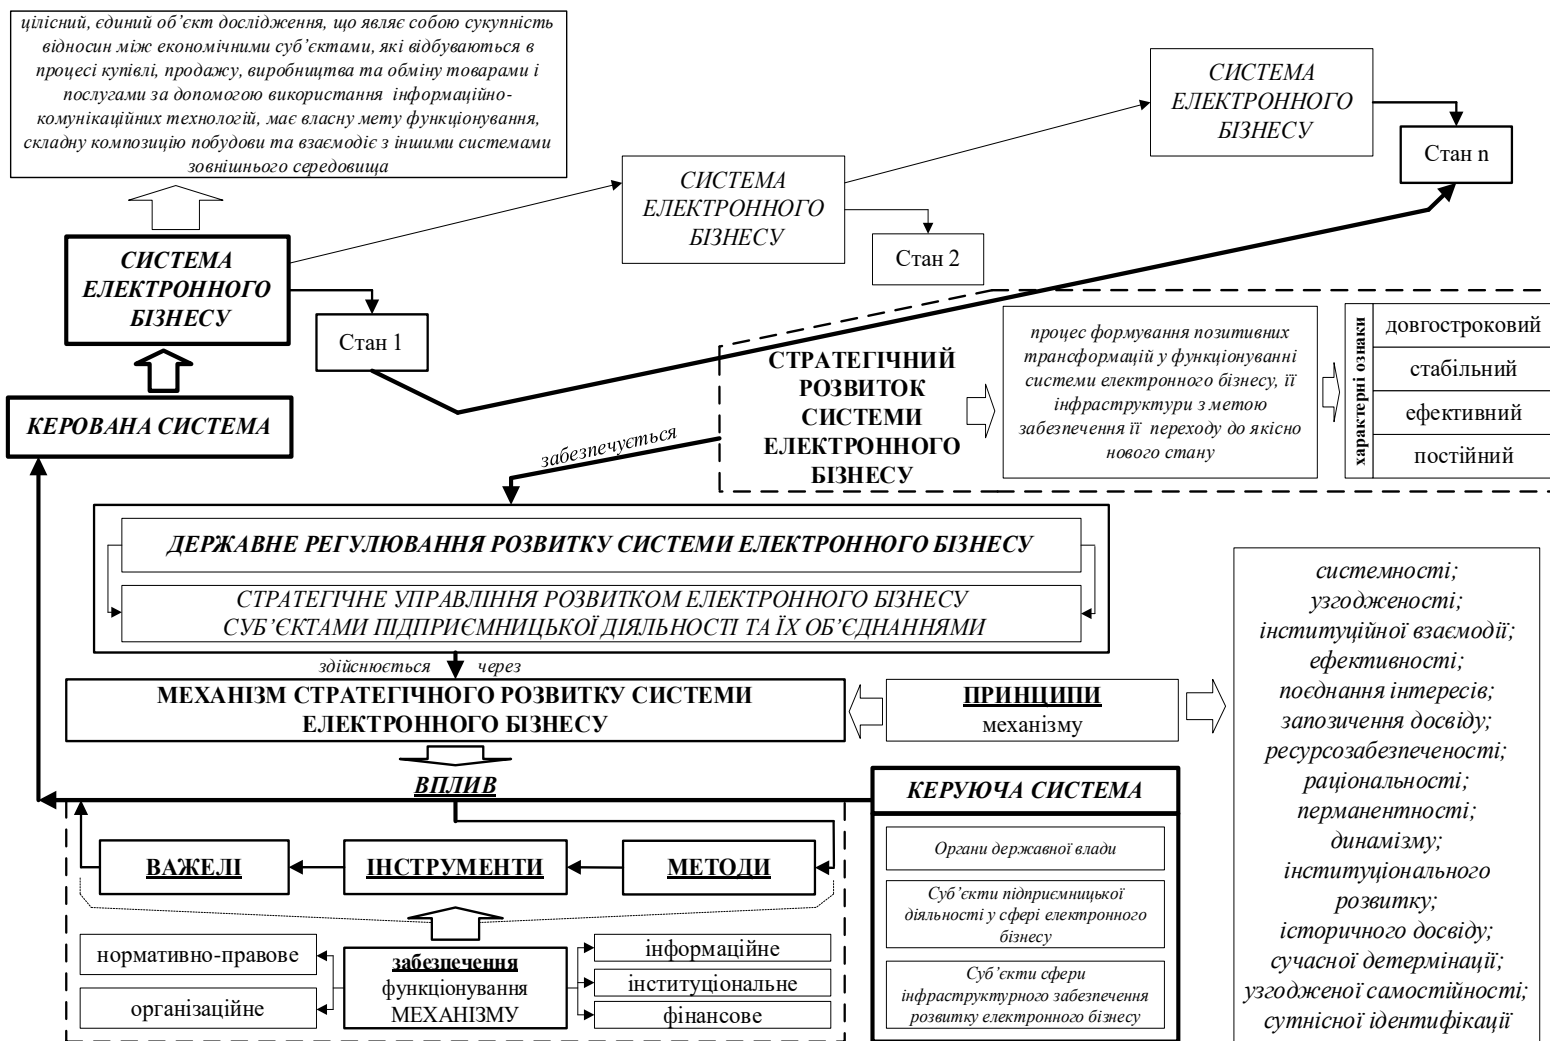 цілісний, єдиний об’єкт дослідження, що являє собою сукупність
відносин між економічними суб’єктами, які відбуваються в
процесі купівлі, продажу, виробництва та обміну товарами і
послугами за допомогою використання інформаційно-
комунікаційних технологій, має власну мету функціонування,
складну композицію побудови та взаємодіє з іншими системами
зовнішнього середовища
СИСТЕМА
ЕЛЕКТРОННОГО
БІЗНЕСУ
Стан n
СИСТЕМА
ЕЛЕКТРОННОГО
БІЗНЕСУ
Стан 2
СИСТЕМА
ЕЛЕКТРОННОГО
БІЗНЕСУ
Стан 1
КЕРОВАНА СИСТЕМА
СТРАТЕГІЧНИЙ
РОЗВИТОК
СИСТЕМИ
ЕЛЕКТРОННОГО
БІЗНЕСУ
процес формування позитивних
трансформацій у функціонуванні
системи електронного бізнесу, її
інфраструктури з метою
забезпечення її переходу до якісно
нового стану
характерні ознаки
довгостроковий
стабільний
ефективний
постійний
забезпечується
ДЕРЖАВНЕ РЕГУЛЮВАННЯ РОЗВИТКУ СИСТЕМИ ЕЛЕКТРОННОГО БІЗНЕСУ
СТРАТЕГІЧНЕ УПРАВЛІННЯ РОЗВИТКОМ ЕЛЕКТРОННОГО БІЗНЕСУ
СУБ’ЄКТАМИ ПІДПРИЄМНИЦЬКОЇ ДІЯЛЬНОСТІ ТА ЇХ ОБ’ЄДНАННЯМИ
здійснюється через
МЕХАНІЗМ СТРАТЕГІЧНОГО РОЗВИТКУ СИСТЕМИ
ЕЛЕКТРОННОГО БІЗНЕСУ
ПРИНЦИПИ
механізму
системності;
узгодженості;
інституційної взаємодії;
ефективності;
поєднання інтересів;
запозичення досвіду;
ресурсозабезпеченості;
раціональності;
перманентності;
динамізму;
інституціонального
розвитку;
історичного досвіду;
сучасної детермінації;
узгодженої самостійності;
сутнісної ідентифікації
ВПЛИВ
КЕРУЮЧА СИСТЕМА
Органи державної влади
Суб’єкти підприємницької
діяльності у сфері електронного
бізнесу
Суб’єкти сфери
інфраструктурного забезпечення
розвитку електронного бізнесу
ВАЖЕЛІ
ІНСТРУМЕНТИ
МЕТОДИ
нормативно-правове
організаційне
забезпечення
функціонування
МЕХАНІЗМУ
інформаційне
інституціональне
фінансове